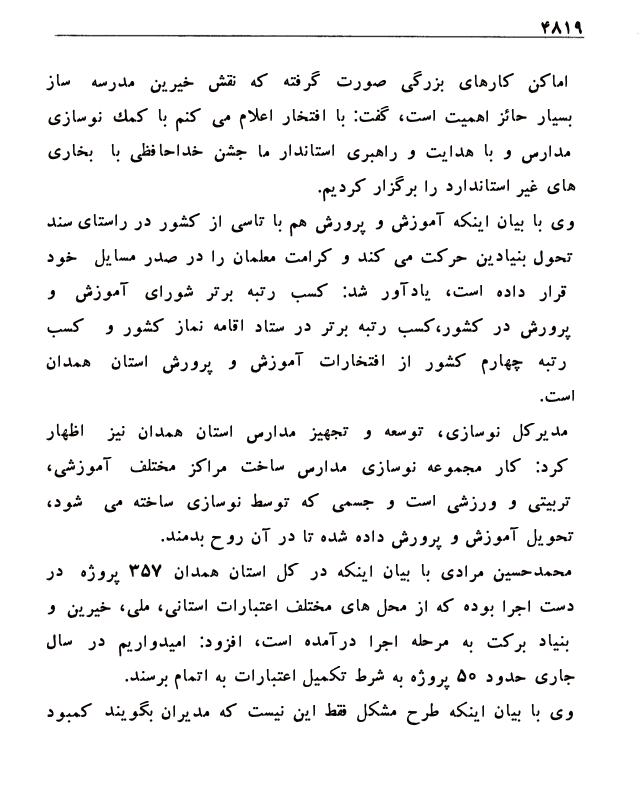 ۴۸۱۹
اماکن کارهای بزرگی صورت گرفته که نقش خیرین مدرسه ساز
بسیار حائز اهمیت است، گفت: با افتخار اعلام می کنم با کمك نوسازی
مدارس و با هدایت و راهبری استاندار ما جشن خداحافظی با بخاری
های غیر استاندارد را برگزار کردیم.
وی با بیان اینکه آموزش و پرورش هم با تاسی از کشور در راستای سند
تحول بنیادین حرکت می کند و کرامت معلمان را در صدر مسایل خود
قرار داده است، یادآور شد: کسب رتبه برتر شورای آموزش و
پرورش در کشور،کسب رتبه برتر در ستاد اقامه نماز کشور و کسب
رتبه چهارم کشور از افتخارات آموزش و پرورش استان همدان
است.
مدیرکل نوسازی، توسعه و تجهیز مدارس استان همدان نیز اظهار
کرد: کار مجموعه نوسازی مدارس ساخت مراکز مختلف آموزشی،
تربیتی و ورزشی است و جسمی که توسط نوسازی ساخته می شود،
تحویل آموزش و پرورش داده شده تا در آن روح بدمند.
محمدحسین مرادی با بیان اینکه در کل استان همدان ۳۵۷ پروژه در
دست اجرا بوده که از محل های مختلف اعتبارات استانی، ملی، خیرین و
بنیاد برکت به مرحله اجرا درآمده است، افزود: امیدواریم در سال
جاری حدود ۵۰ پروژه به شرط تکمیل اعتبارات به اتمام برسند.
وی با بیان اینکه طرح مشکل فقط این نیست که مدیران بگویند کمبود